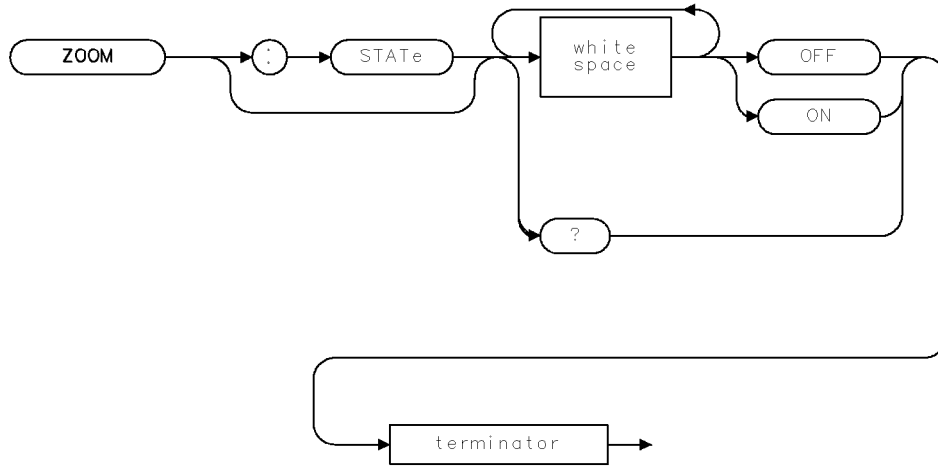 ZOOM
:
STATe
white
space
OFF
ON
?
terminator